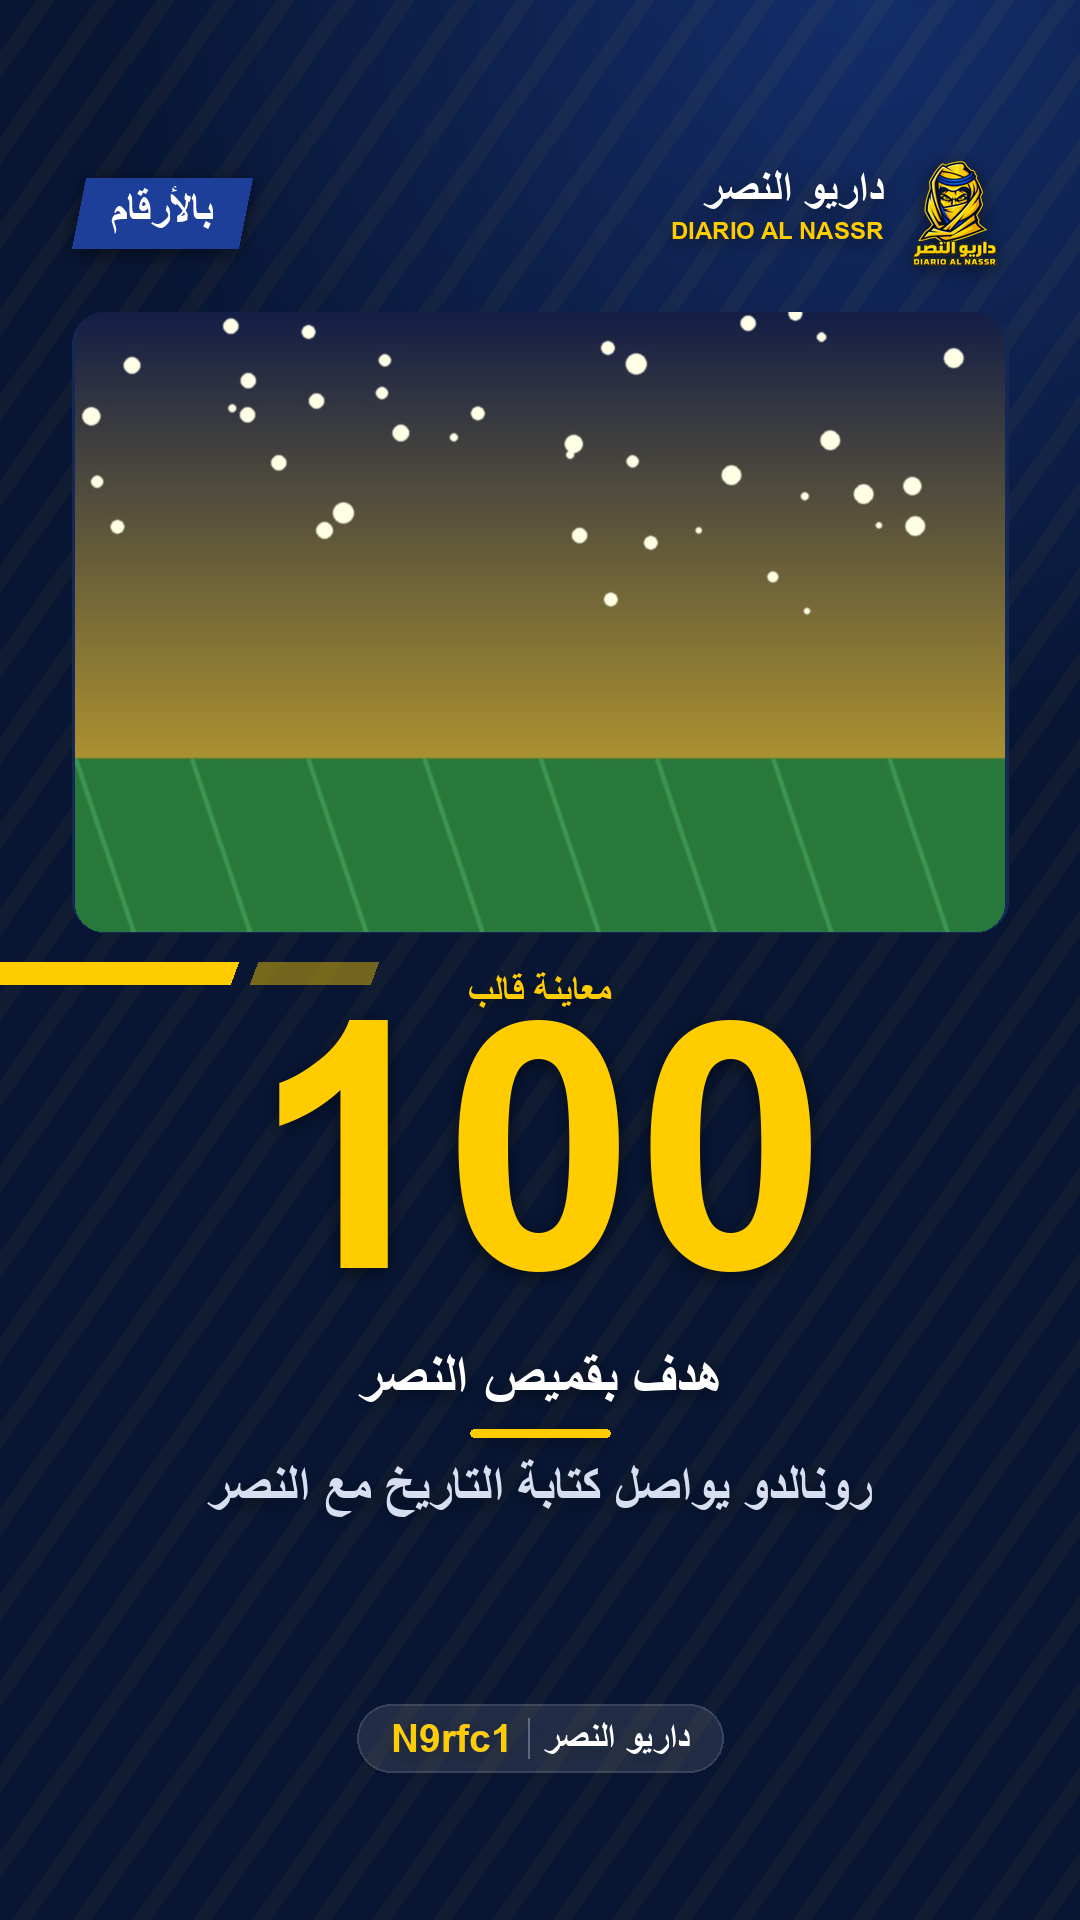 داريو النصر
DIARIO AL NASSR
داريو النصر
DIARIO AL NASSR
بالأرقام
معاينة قالب
100
هدف بقميص النصر
رونالدو يواصل كتابة التاريخ مع النصر
داريو النصر | N9rfc1